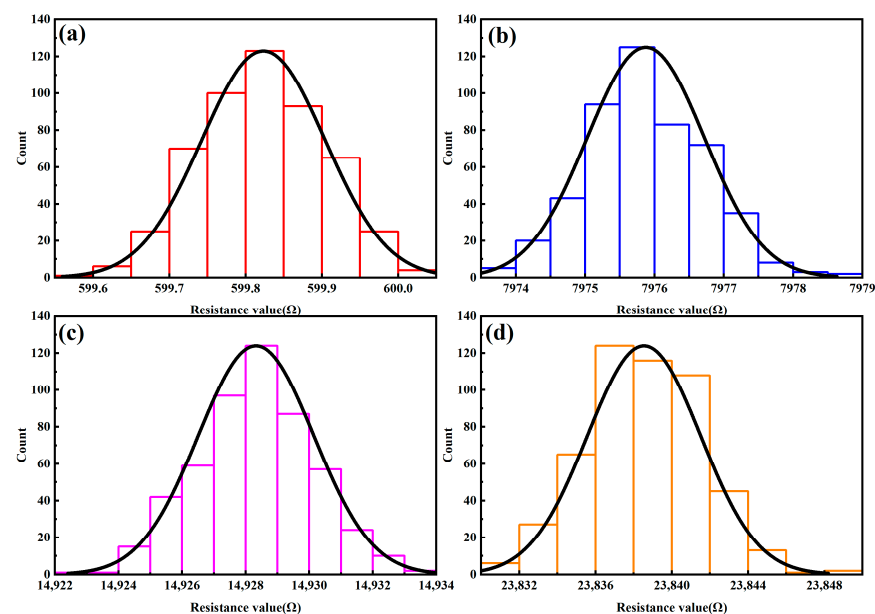 (a)
140
120
100
80
60
40
20
0
Count
599.6 599.7 599.8 599.9 600.0
Resistance value(Ω)
(b)
140
120
100
80
60
40
20
0
Count
7974 7975 7976 7977 7978 7979
Resistance value(Ω)
(c)
140
120
100
80
60
40
20
0
Count
14,922 14,924 14,926 14,928 14,930 14,932 14,934
Resistance value(Ω)
(d)
140
120
100
80
60
40
20
0
Count
23,832 23,836 23,840 23,844 23,848
Resistance value(Ω)